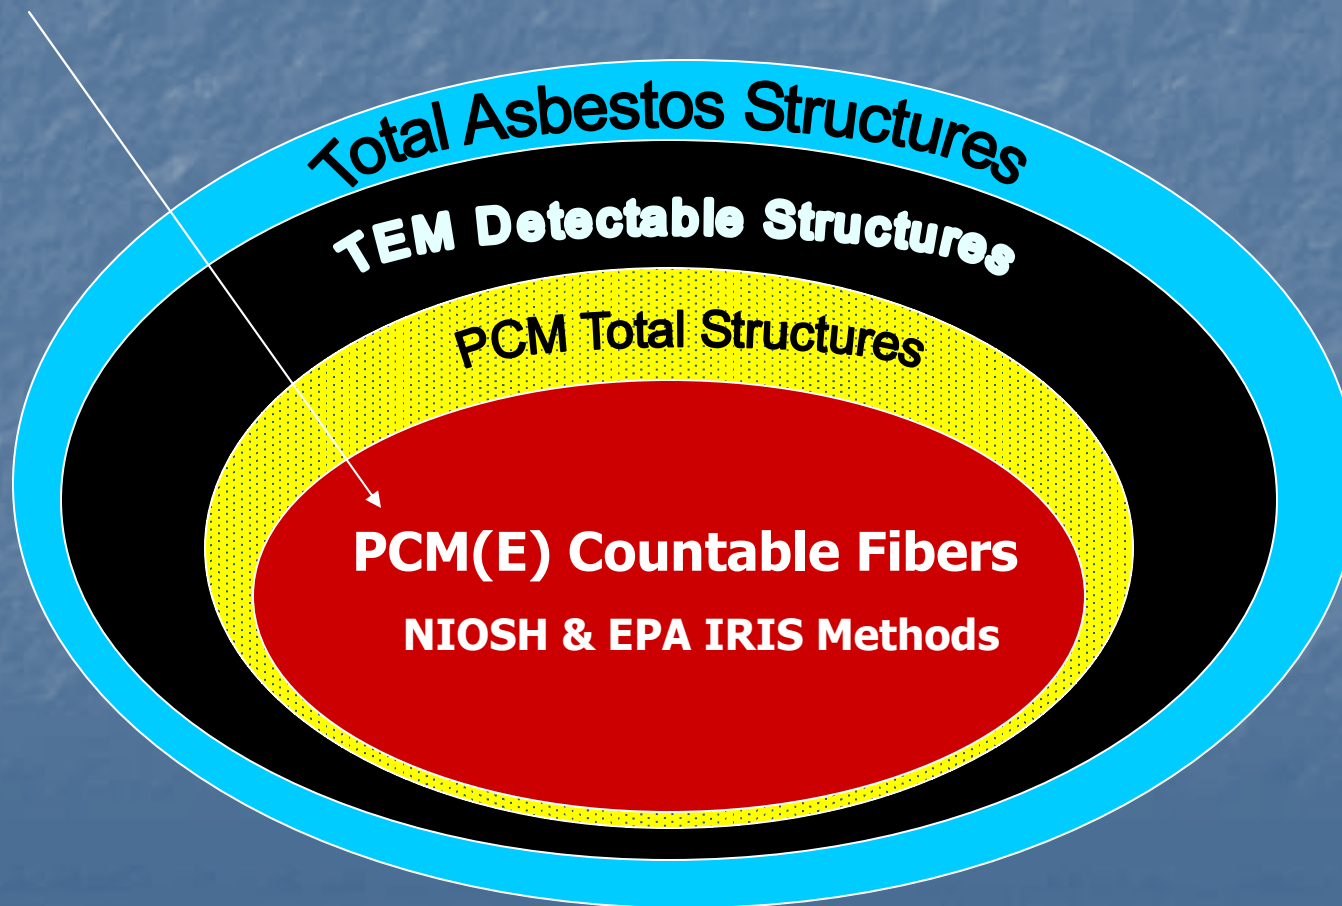 Total Asbestos Structures
TEM Detectable Structures
PCM Total Structures
PCM(E) Countable Fibers
NIOSH & EPA IRIS Methods